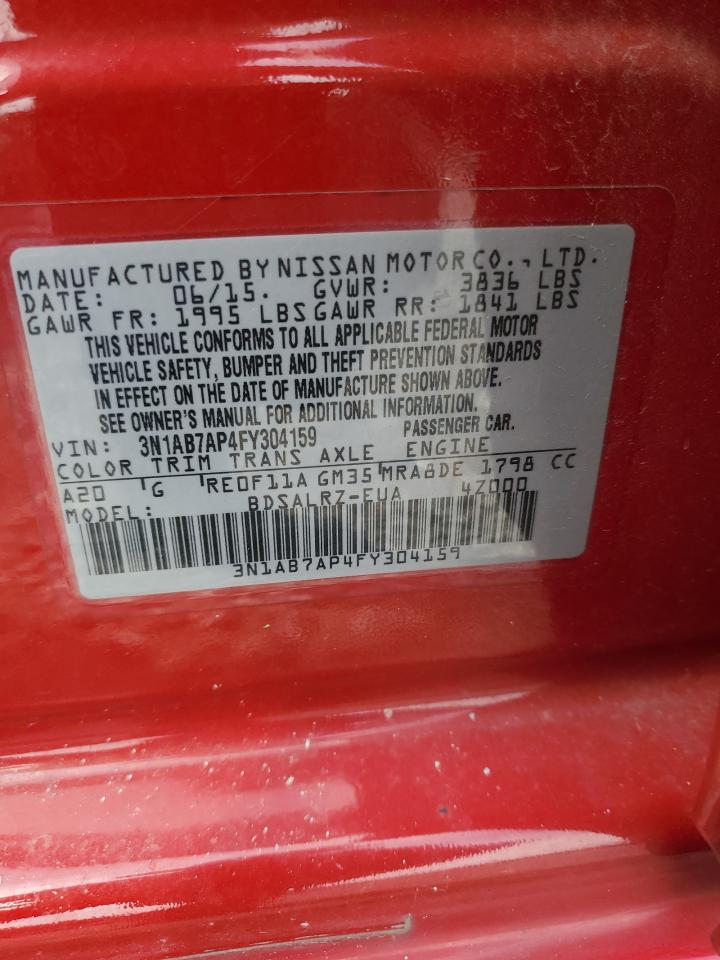 MANUFACTURED BY NISSAN MOTOR CO., LTD.
DATE: 06/15. GVWR: 3836 LBS
GAWR FR: 1995 LBS GAWR RR: 1841 LBS
THIS VEHICLE CONFORMS TO ALL APPLICABLE FEDERAL MOTOR
VEHICLE SAFETY, BUMPER AND THEFT PREVENTION STANDARDS
IN EFFECT ON THE DATE OF MANUFACTURE SHOWN ABOVE.
SEE OWNER'S MANUAL FOR ADDITIONAL INFORMATION.
VIN: 3N1AB7AP4FY304159 PASSENGER CAR.
COLOR TRIM TRANS AXLE ENGINE
A20 G RE0F11A GM35 MRA8DE 1798 CC
MODEL: BDSALRZ-EUA 4Z000
3N1AB7AP4FY304159